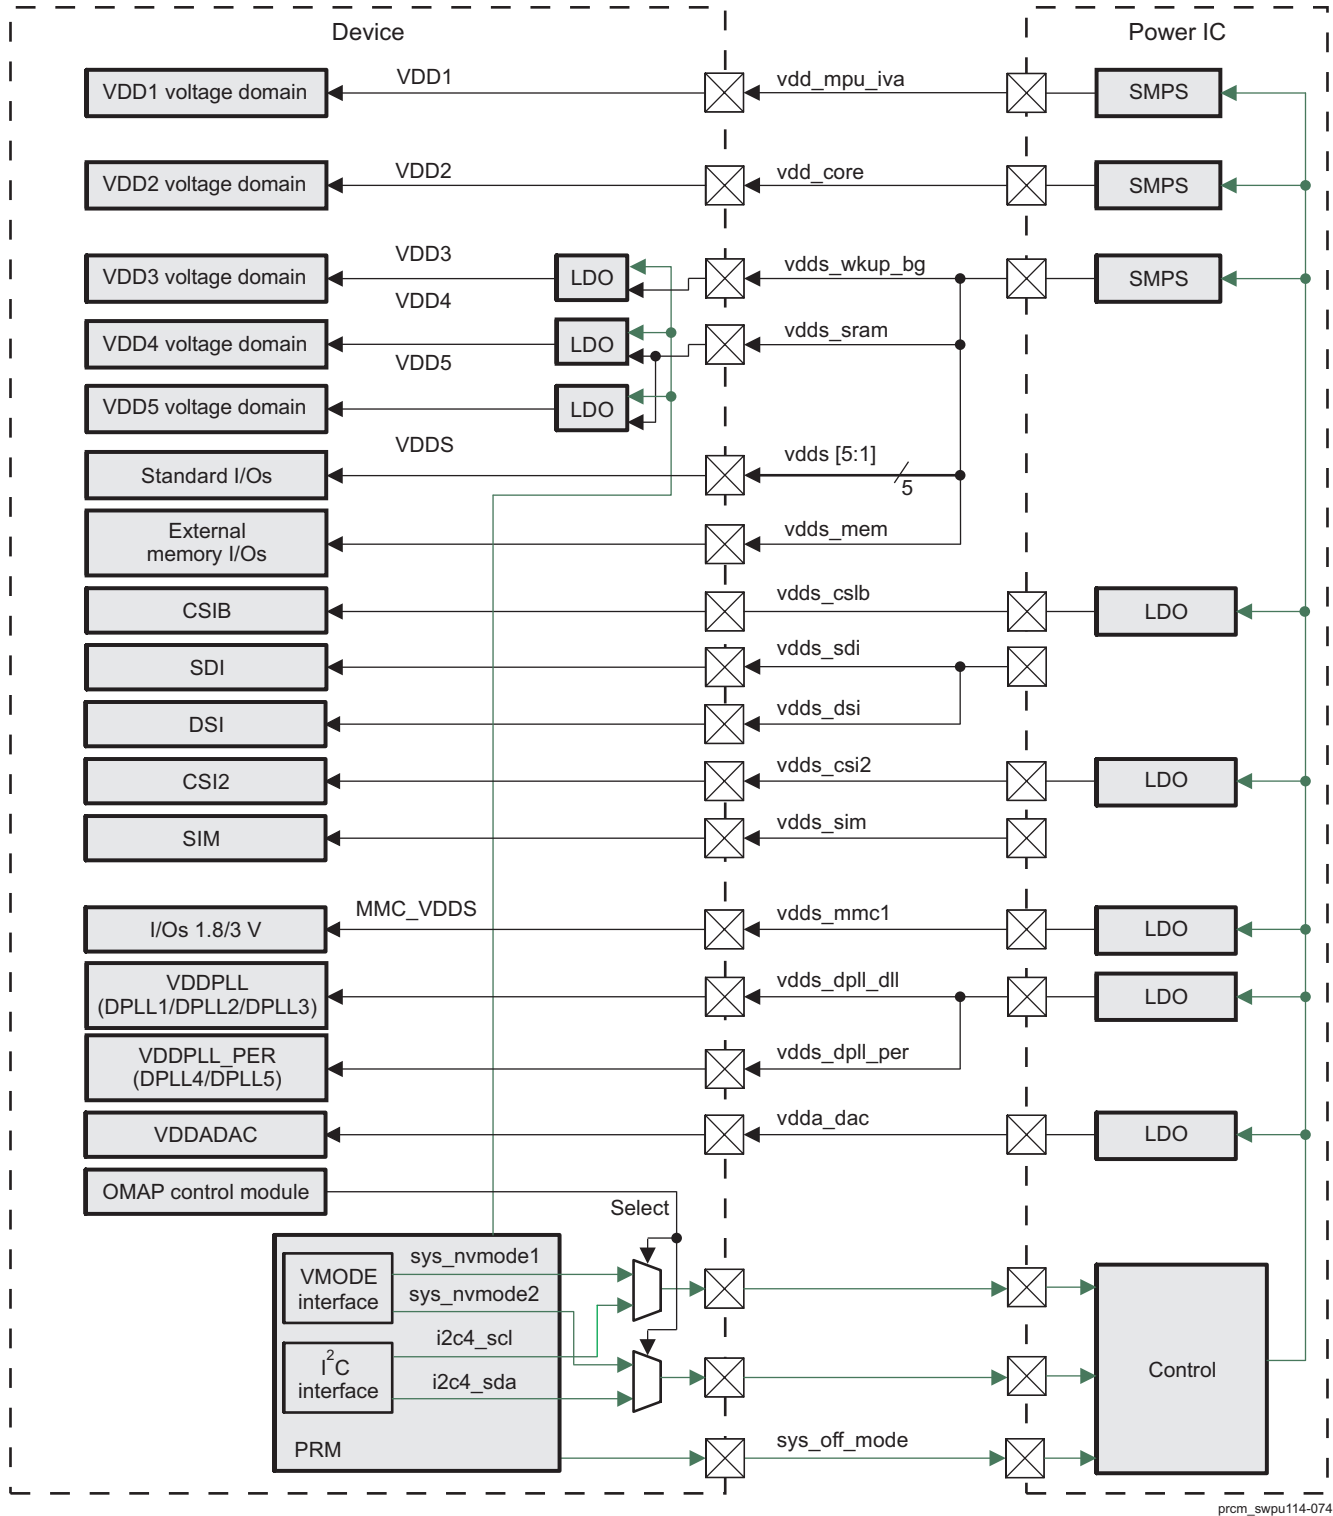 Device
Power IC
VDD1 voltage domain
VDD1
vdd_mpu_iva
SMPS
VDD2 voltage domain
VDD2
vdd_core
SMPS
VDD3 voltage domain
VDD3
LDO
vdds_wkup_bg
SMPS
VDD4
VDD4 voltage domain
LDO
vdds_sram
VDD5
VDD5 voltage domain
LDO
VDDS
Standard I/Os
vdds [5:1]
5
External
memory I/Os
vdds_mem
CSIB
vdds_cslb
LDO
SDI
vdds_sdi
DSI
vdds_dsi
CSI2
vdds_csi2
LDO
SIM
vdds_sim
I/Os 1.8/3 V
MMC_VDDS
vdds_mmc1
LDO
VDDPLL
(DPLL1/DPLL2/DPLL3)
vdds_dpll_dll
LDO
VDDPLL_PER
(DPLL4/DPLL5)
vdds_dpll_per
VDDADAC
vdda_dac
LDO
OMAP control module
Select
VMODE
interface
sys_nvmode1
sys_nvmode2
I2C
interface
i2c4_scl
i2c4_sda
Control
PRM
sys_off_mode
prcm_swpu114-074